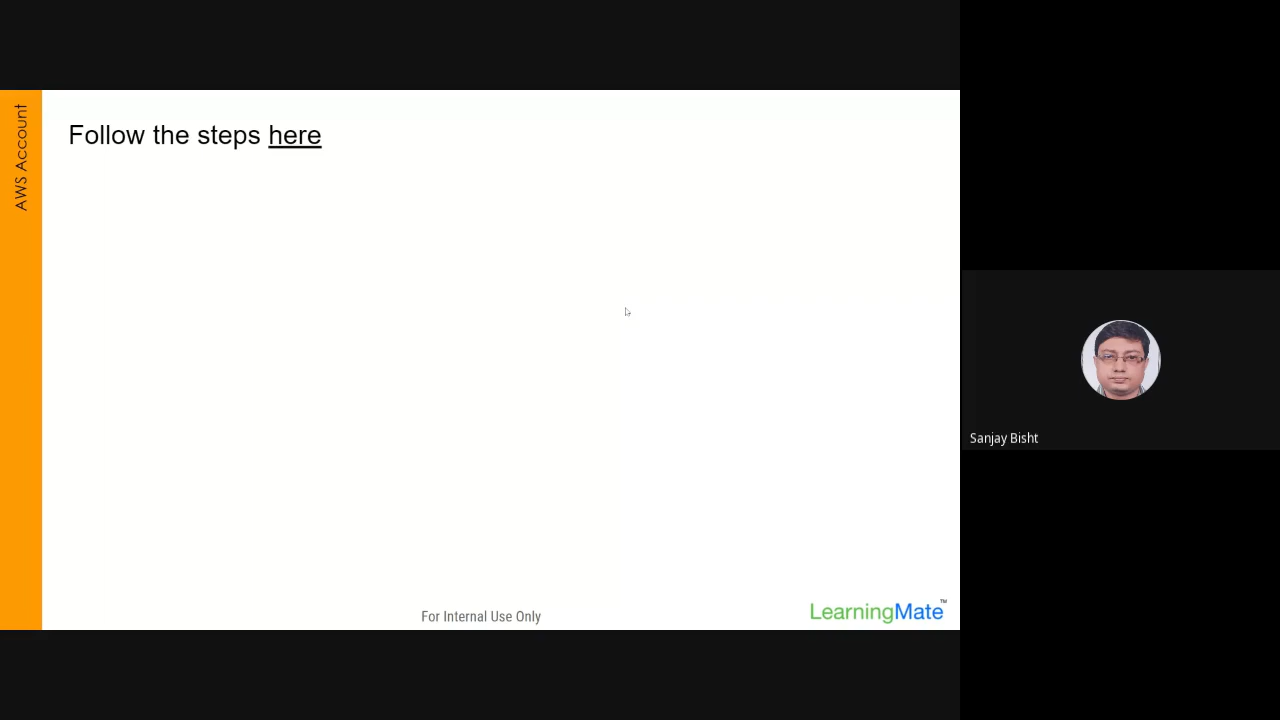 AWS Account
Follow the steps here
Sanjay Bisht
For Internal Use Only
LearningMate™